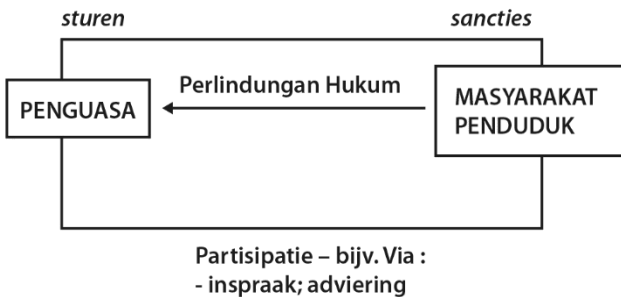 sturen
sancties
Perlindungan Hukum
PENGUASA
MASYARAKAT
PENDUDUK
Partisipatie – bijv. Via :
- inspraak; adviering